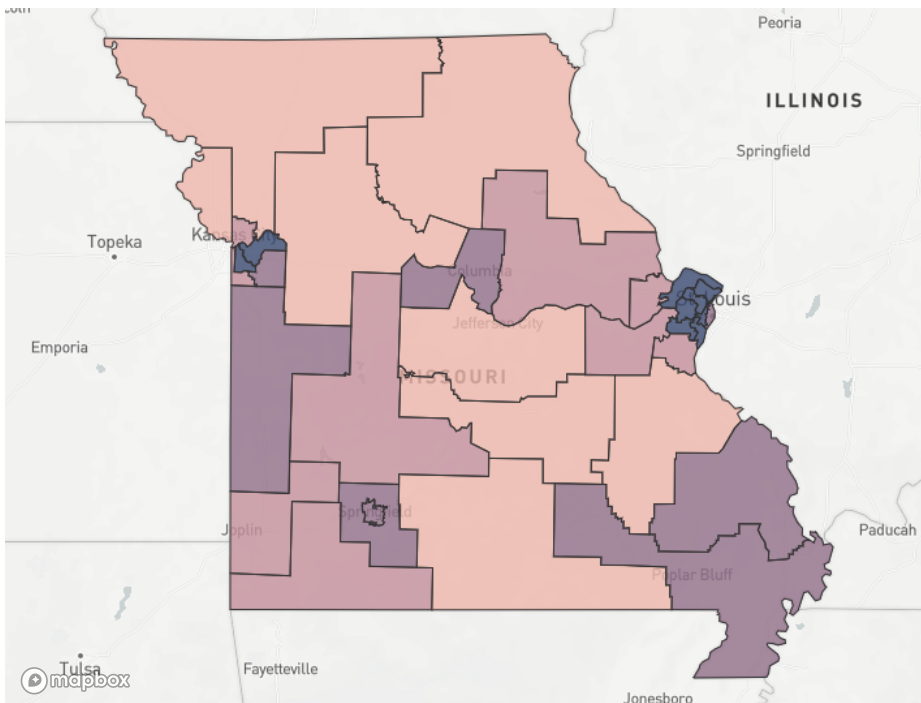 Peoria
ILLINOIS
Springfield
Topeka
Kansas City
Columbia
St Louis
Jefferson City
Emporia
MISSOURI
Springfield
Joplin
Paducah
Poplar Bluff
Tulsa
Fayetteville
mapbox
Jonesboro